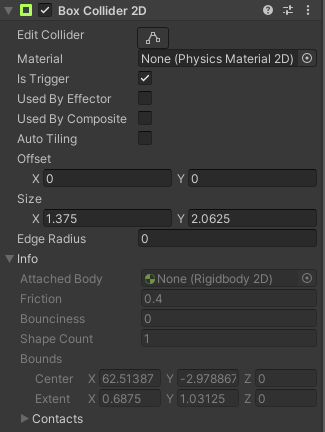 Box Collider 2D
Edit Collider
Material None (Physics Material 2D)
Is Trigger
Used By Effector
Used By Composite
Auto Tiling
Offset
X 0 Y 0
Size
X 1.375 Y 2.0625
Edge Radius 0
Info
Attached Body None (Rigidbody 2D)
Friction 0.4
Bounciness 0
Shape Count 1
Bounds
Center X 62.51387 Y -2.978867 Z 0
Extent X 0.6875 Y 1.03125 Z 0
Contacts